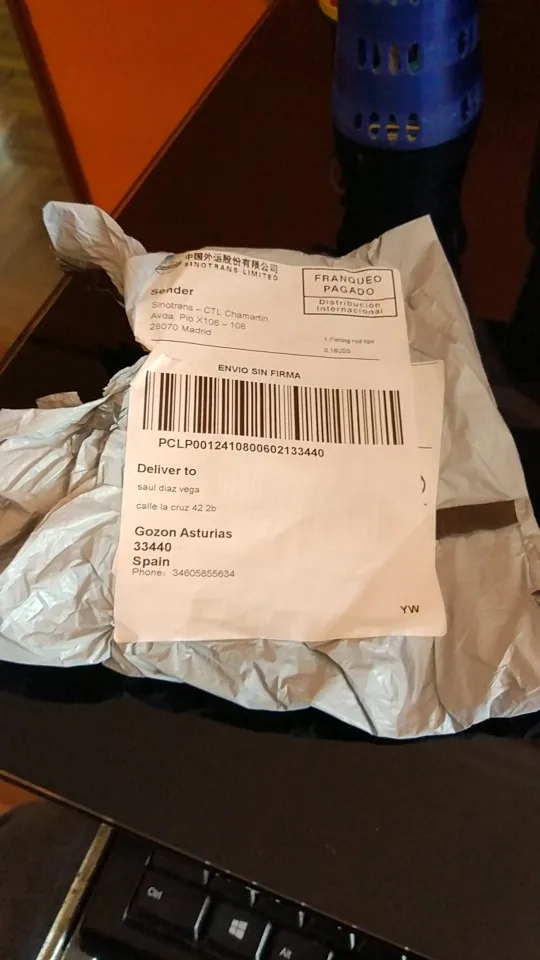 中国外运股份有限公司
SINOTRANS LIMITED
FRANQUEO
PAGADO
Distribución
Internacional
Sender
Sinotrans - CTL Chamartin
Avda. Pio X106 - 108
28070 Madrid
1 Fishing rod
ENVIO SIN FIRMA
PCLP0012410800602133440
Deliver to
saul diaz vega
calle la cruz 42 2b
Gozon Asturias
33440
Spain
Phone: 34605855634
YW
Ctrl
Alt